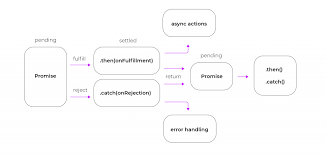 async actions
pending
settled
pending
fulfill
.then(onFulfillment)
Promise
return
Promise
.then()
.catch()
reject
.catch(onRejection)
error handling